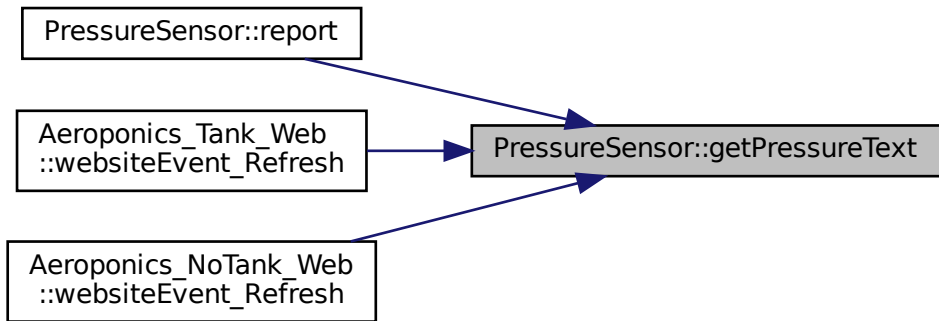 PressureSensor::report
Aeroponics_Tank_Web
::websiteEvent_Refresh
PressureSensor::getPressureText
Aeroponics_NoTank_Web
::websiteEvent_Refresh